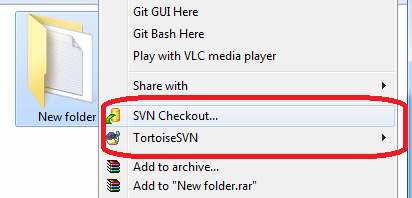 Git GUI Here
Git Bash Here
Play with VLC media player
Share with
New folder
SVN Checkout...
TortoiseSVN
Add to archive...
Add to "New folder.rar"